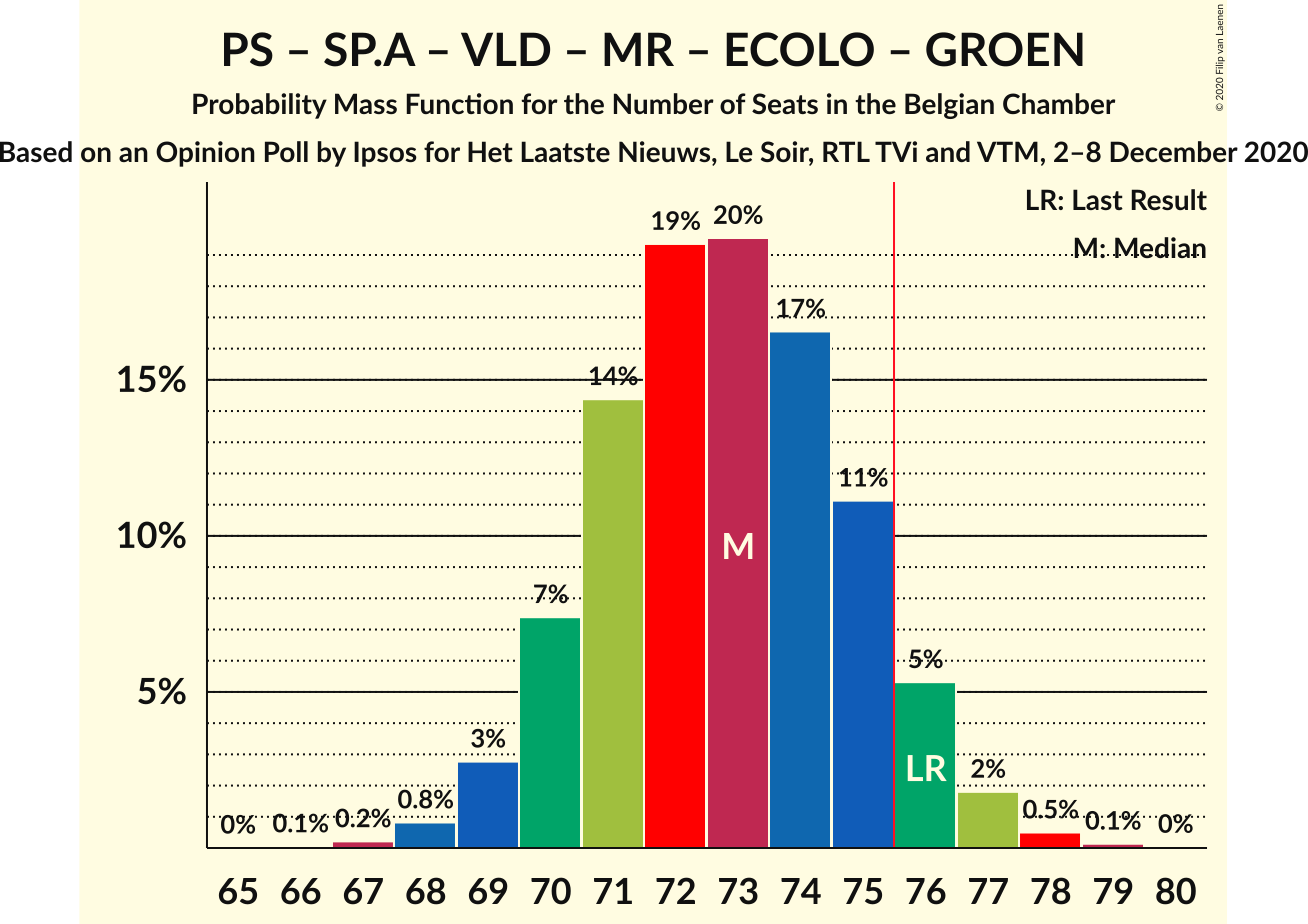 PS – SP.A – VLD – MR – ECOLO – GROEN
© 2020 Filip van Laenen
Probability Mass Function for the Number of Seats in the Belgian Chamber
Based on an Opinion Poll by Ipsos for Het Laatste Nieuws, Le Soir, RTL TVi and VTM, 2–8 December 2020
LR: Last Result
M: Median
15%
10%
5%
0% 0.1% 0.2% 0.8% 3% 7% 14% 19% 20% 17% 11% 5% 2% 0.5% 0.1% 0%
M
LR
65 66 67 68 69 70 71 72 73 74 75 76 77 78 79 80